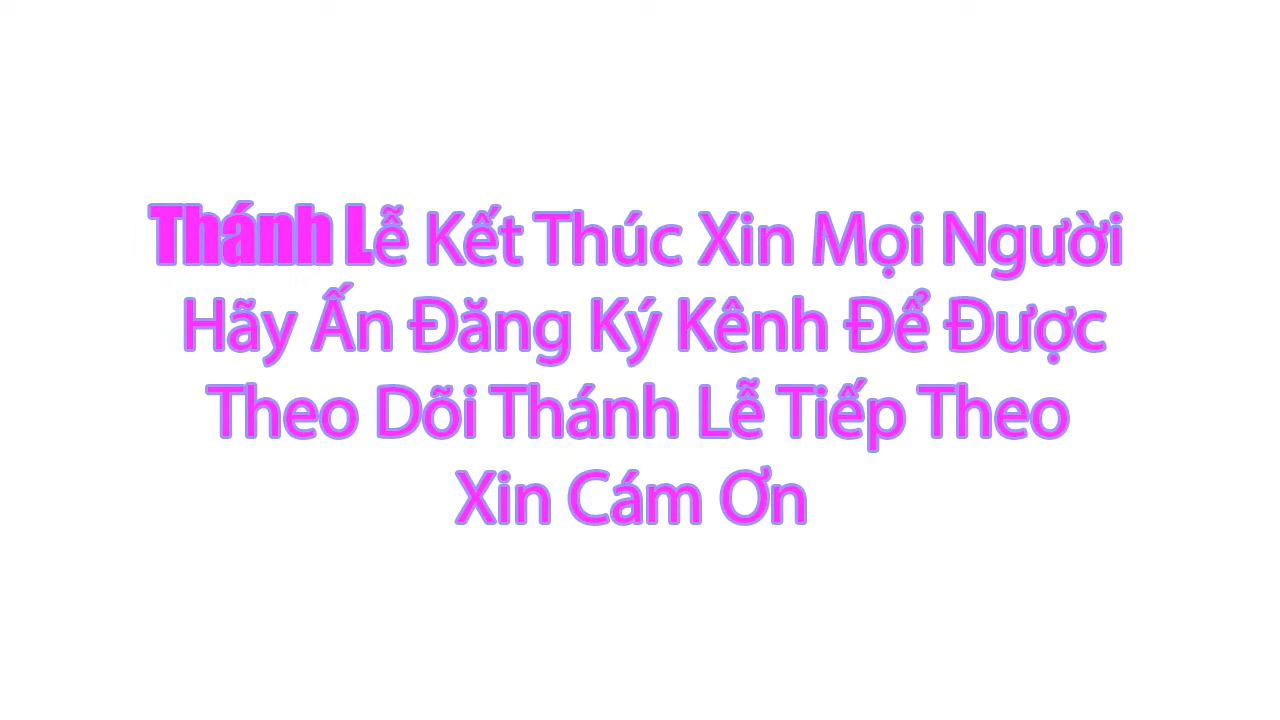 Thánh Lễ Kết Thúc Xin Mọi Người
Hãy Ấn Đăng Ký Kênh Để Được
Theo Dõi Thánh Lễ Tiếp Theo
Xin Cám Ơn